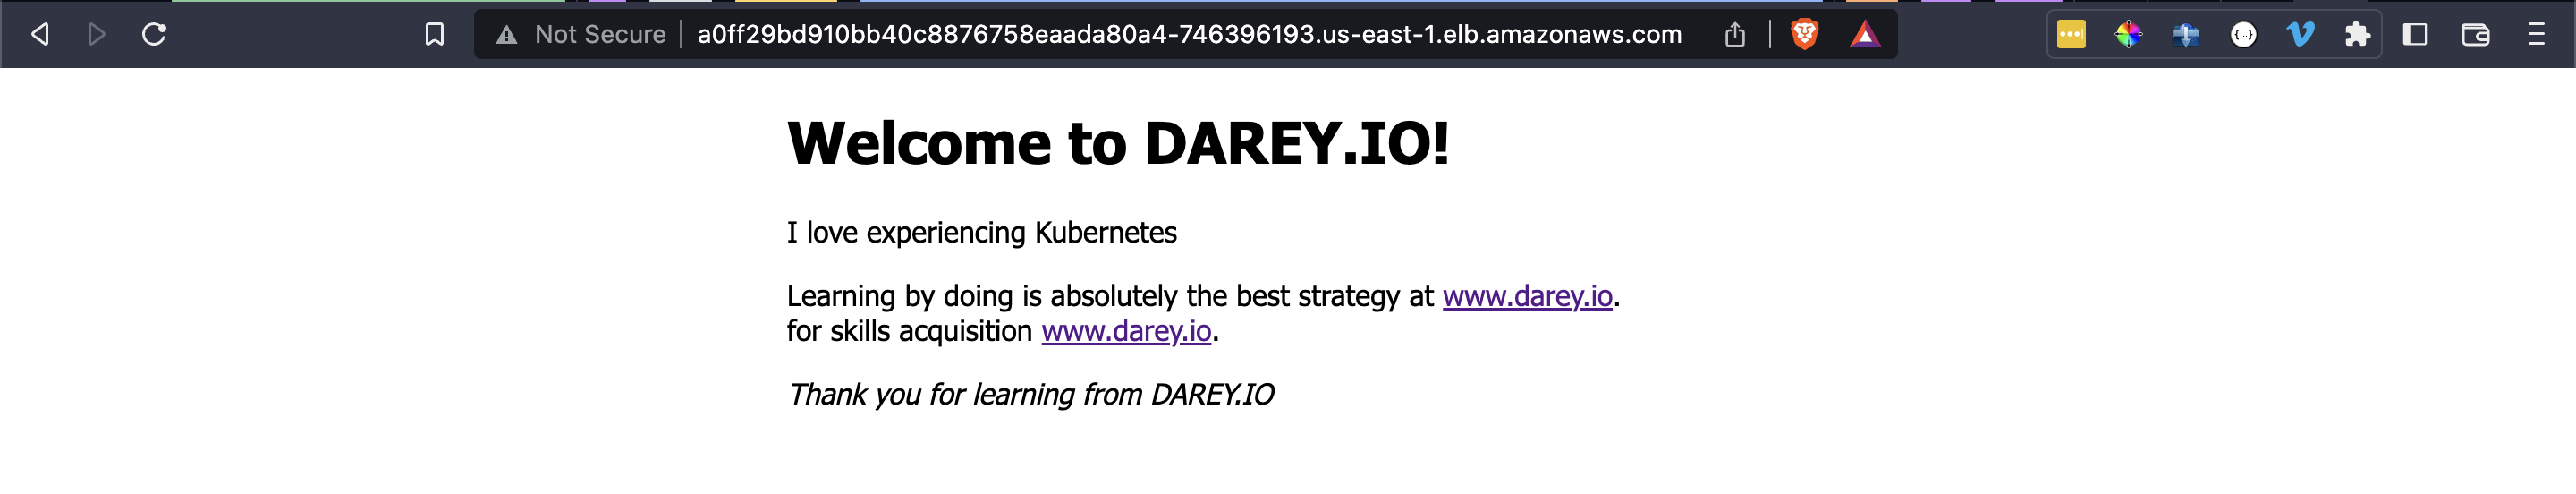 Not Secure a0ff29bd910bb40c8876758eaada80a4-746396193.us-east-1.elb.amazonaws.com
Welcome to DAREY.IO!
I love experiencing Kubernetes
Learning by doing is absolutely the best strategy at www.darey.io.
for skills acquisition www.darey.io.
Thank you for learning from DAREY.IO